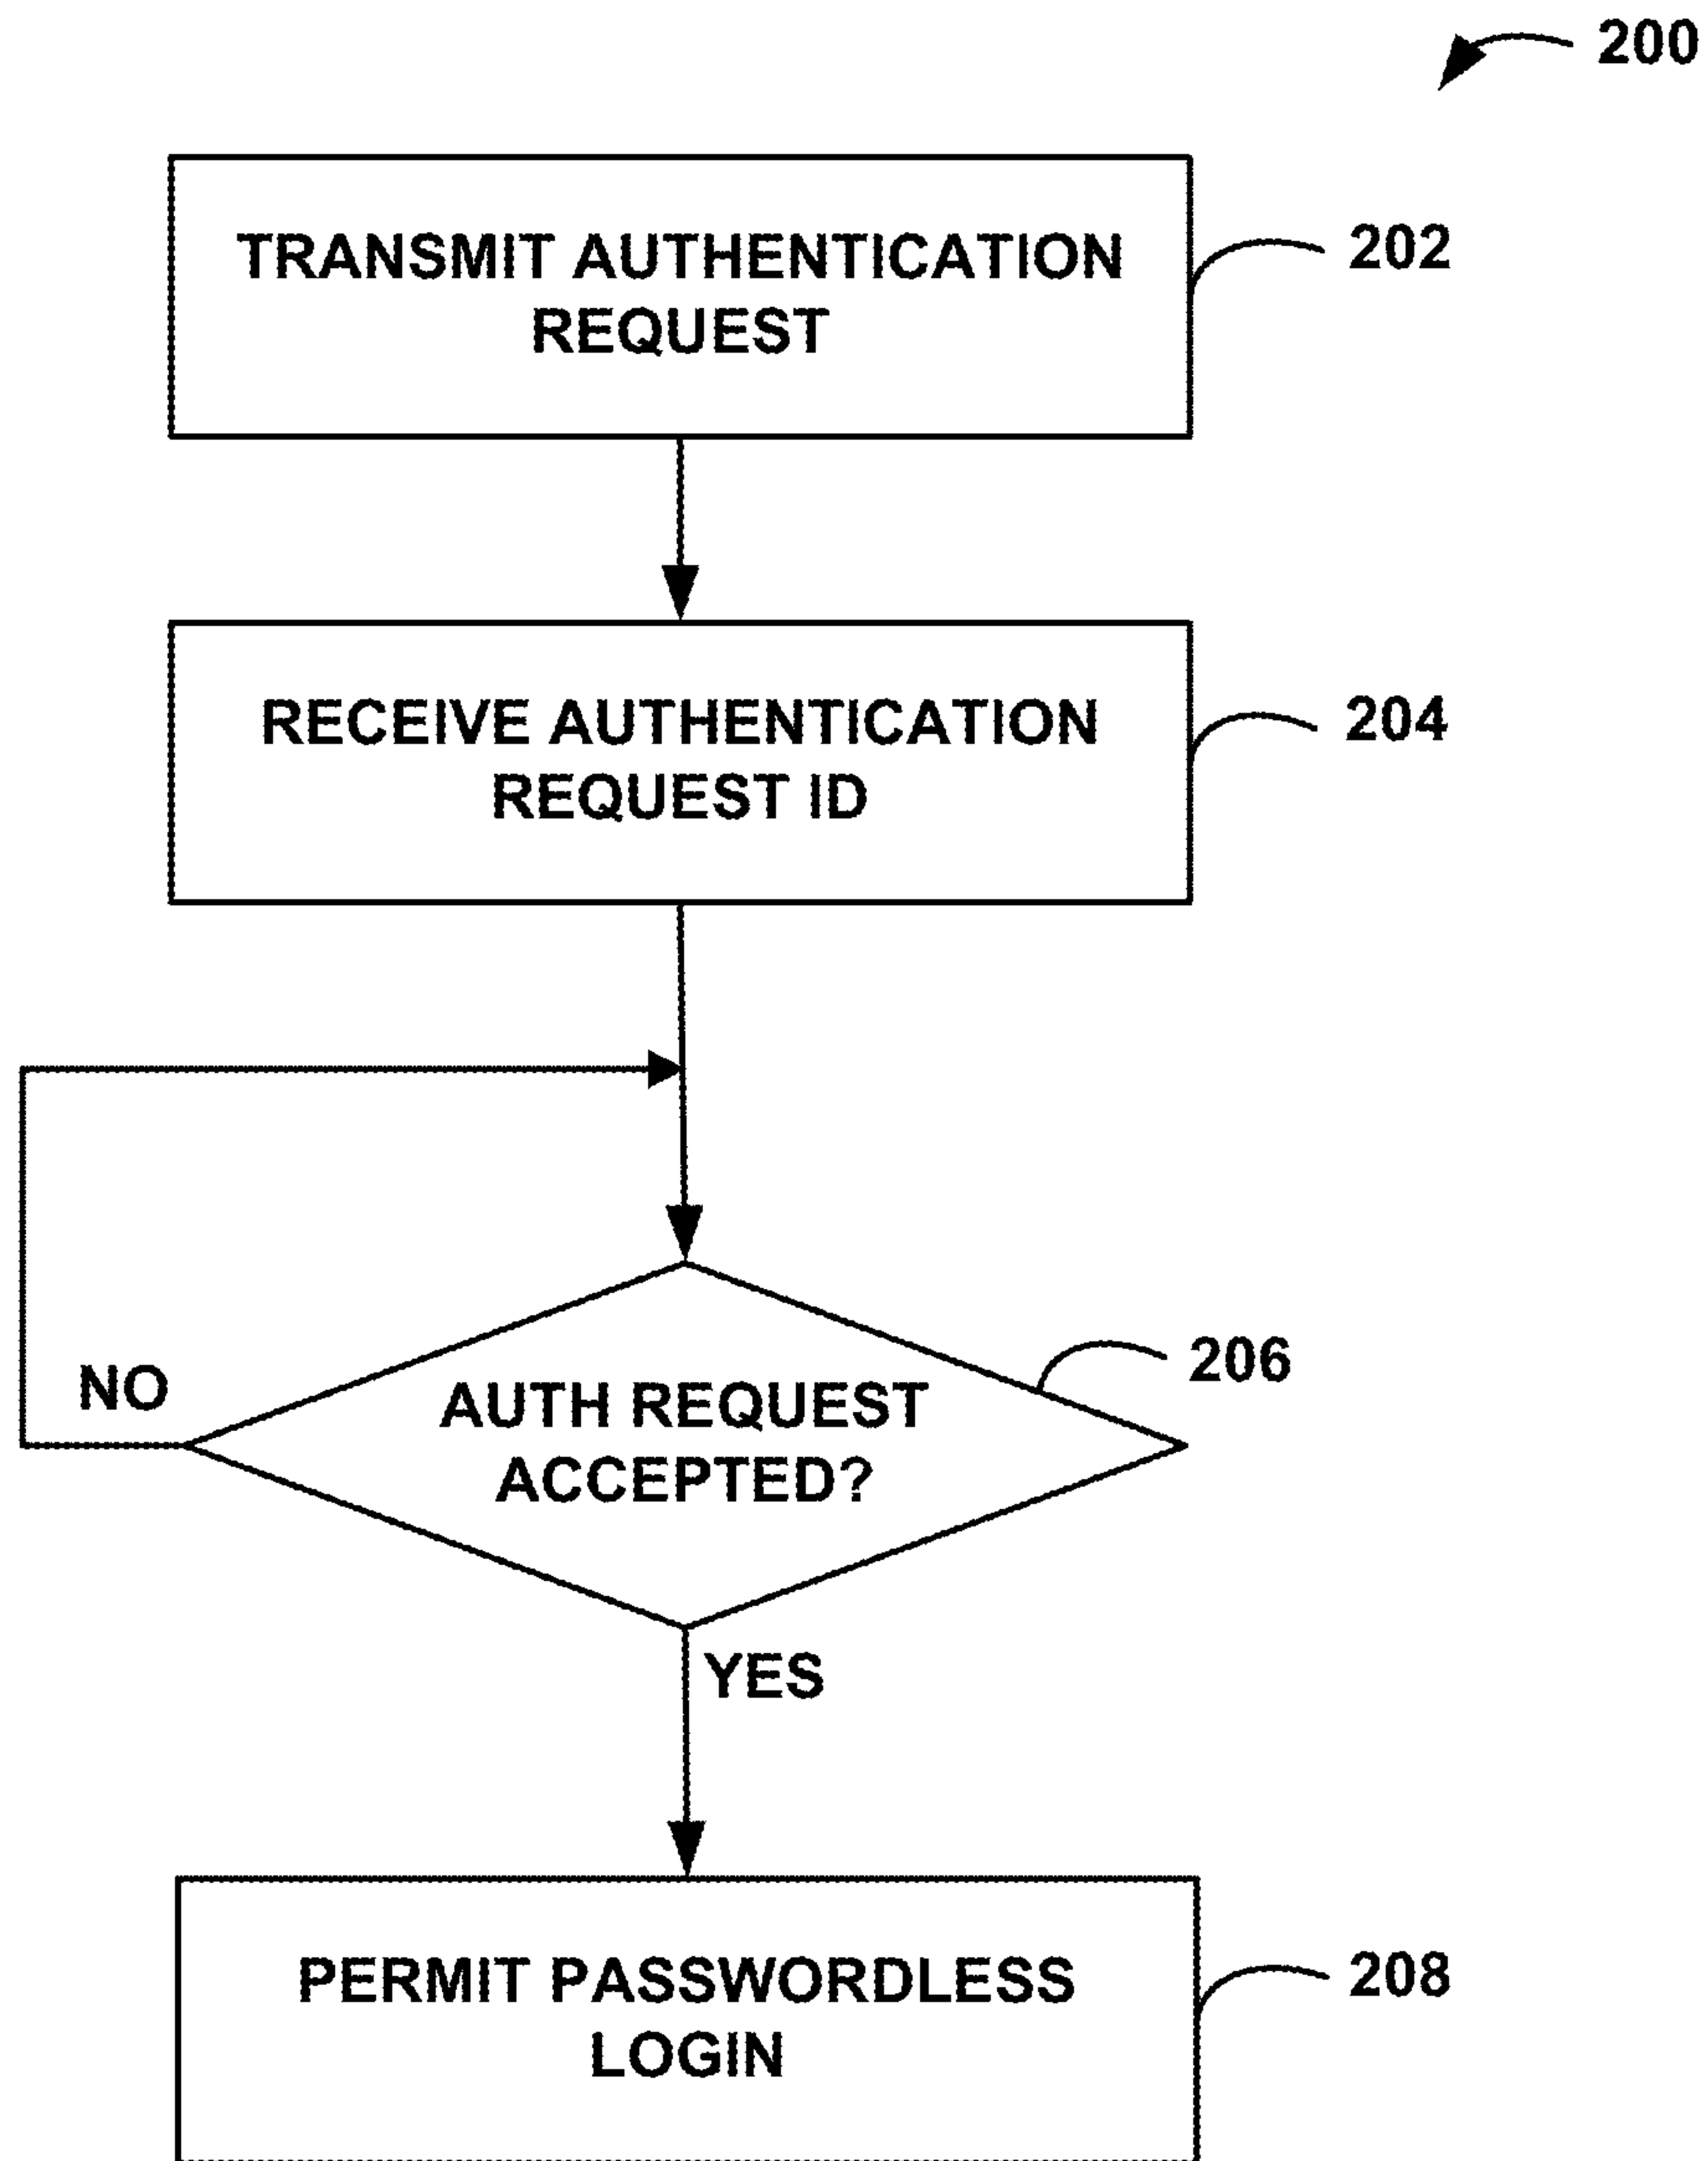 200
TRANSMIT AUTHENTICATION
REQUEST
202
RECEIVE AUTHENTICATION
REQUEST ID
204
NO
AUTH REQUEST
ACCEPTED?
206
YES
PERMIT PASSWORDLESS
LOGIN
208